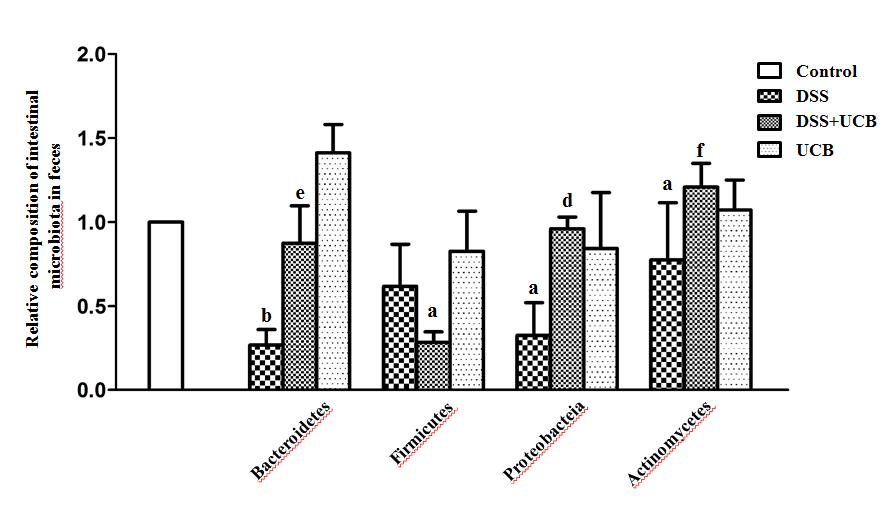 Relative composition of intestinal
microbiota in feces
2.0
1.5
1.0
0.5
0.0
b
e
a
a
d
a
f
Bacteroidetes
Firmicutes
Proteobacteia
Actinomycetes
Control
DSS
DSS+UCB
UCB